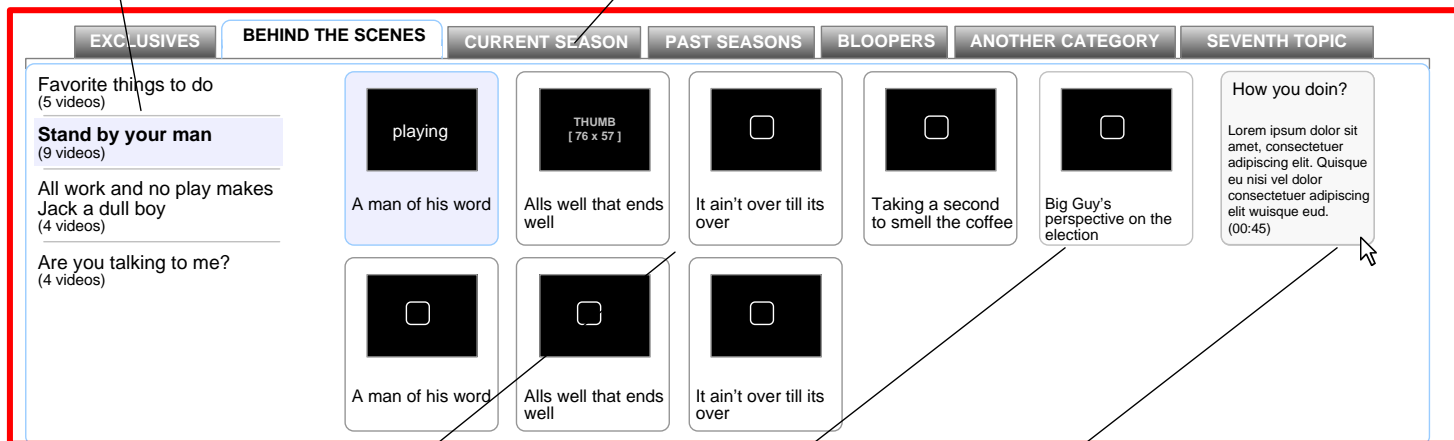 EXCLUSIVES
BEHIND THE SCENES
CURRENT SEASON
PAST SEASONS
BLOOPERS
ANOTHER CATEGORY
SEVENTH TOPIC
Favorite things to do
(5 videos)
Stand by your man
(9 videos)
All work and no play makes
Jack a dull boy
(4 videos)
Are you talking to me?
(4 videos)
playing
A man of his word
THUMB
[ 76 x 57 ]
Alls well that ends
well
It ain't over till its
over
Taking a second
to smell the coffee
Big Guy's
perspective on the
election
How you doin?
Lorem ipsum dolor sit
amet, consectetuer
adipiscing elit. Quisque
eu nisi vel dolor
consectetuer adipiscing
elit wuisque eud.
(00:45)
A man of his word
Alls well that ends
well
It ain't over till its
over